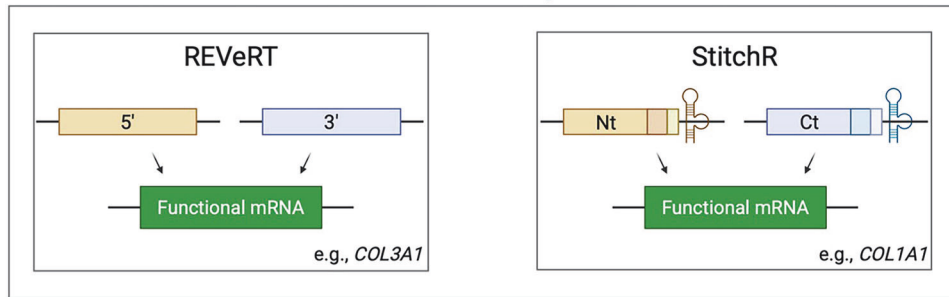 REVeRT
5'
3'
Functional mRNA
e.g., COL3A1
StitchR
Nt
Ct
Functional mRNA
e.g., COL1A1